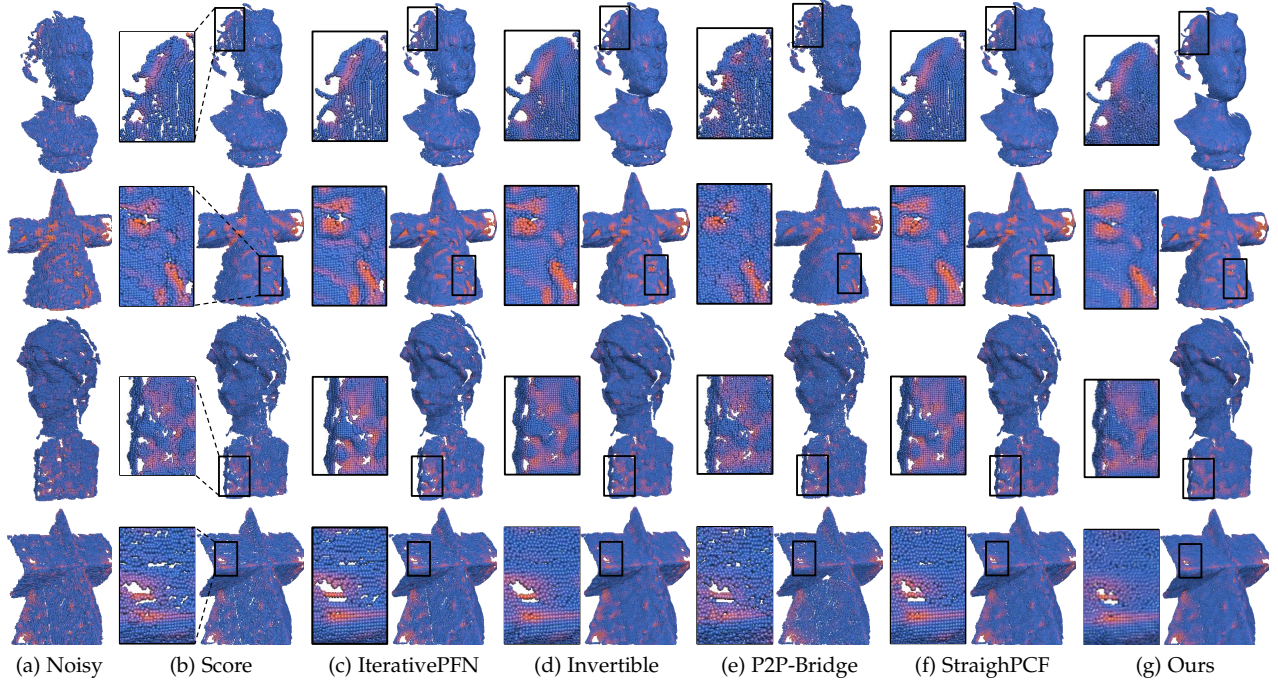 (a) Noisy (b) Score (c) IterativePFN (d) Invertible (e) P2P-Bridge (f) StraighPCF (g) Ours